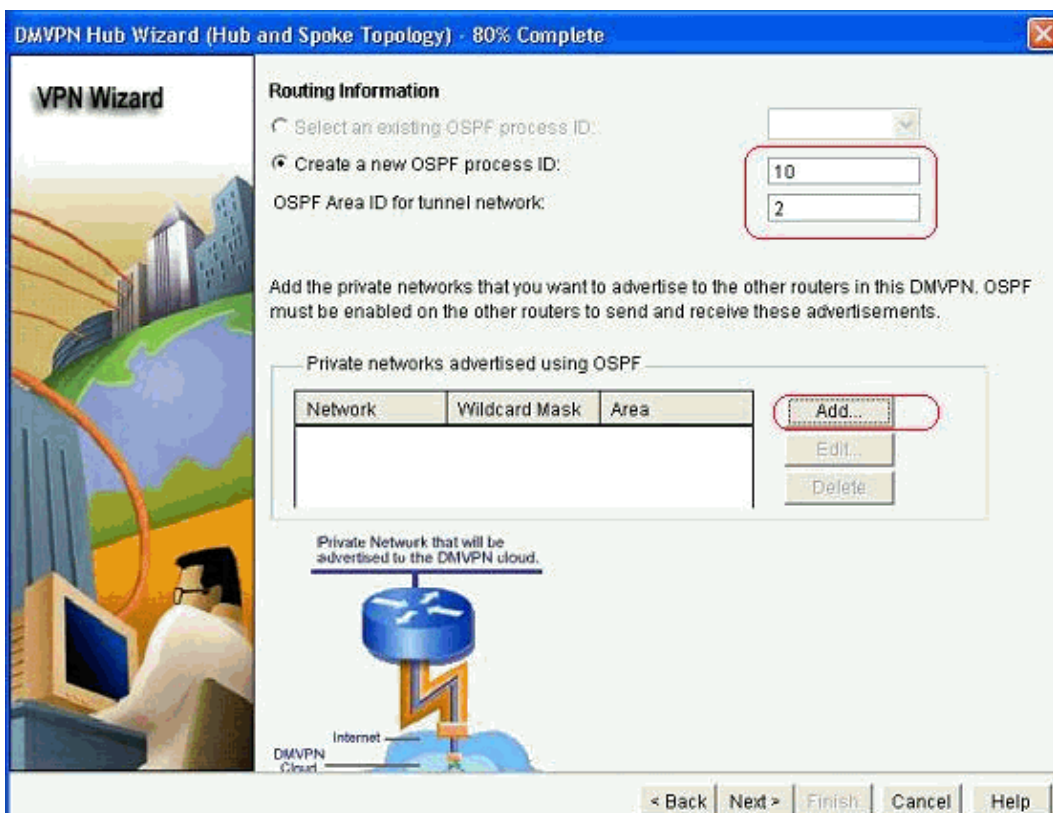 DMVPN Hub Wizard (Hub and Spoke Topology) - 80% Complete
VPN Wizard
Routing Information
Select an existing OSPF process ID:
Create a new OSPF process ID:
10
OSPF Area ID for tunnel network:
2
Add the private networks that you want to advertise to the other routers in this DMVPN. OSPF
must be enabled on the other routers to send and receive these advertisements.
Private networks advertised using OSPF
Network Wildcard Mask Area
Add...
Edit...
Delete
Private Network that will be
advertised to the DMVPN cloud.
Internet
DMVPN
Cloud
< Back Next > Finish Cancel Help